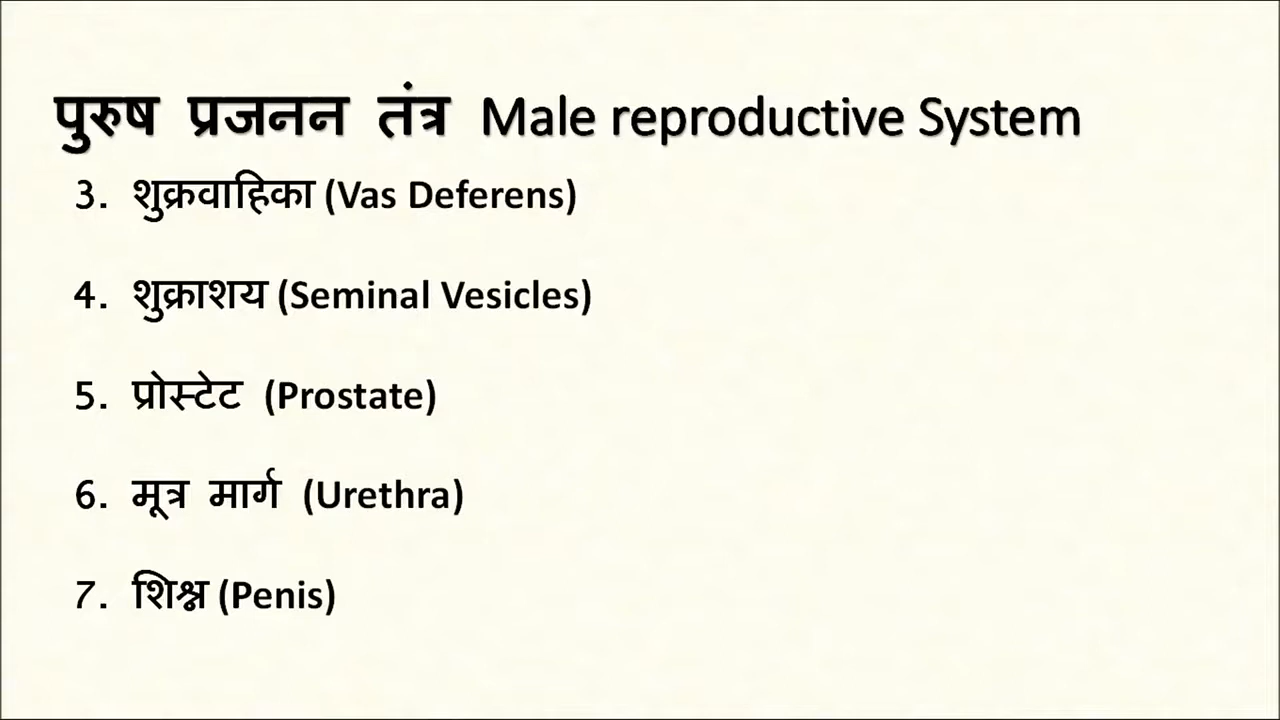 पुरुष प्रजनन तंत्र Male reproductive System
3. शुक्रवाहिका (Vas Deferens)
4. शुक्राशय (Seminal Vesicles)
5. प्रोस्टेट (Prostate)
6. मूत्र मार्ग (Urethra)
7. शिश्न (Penis)